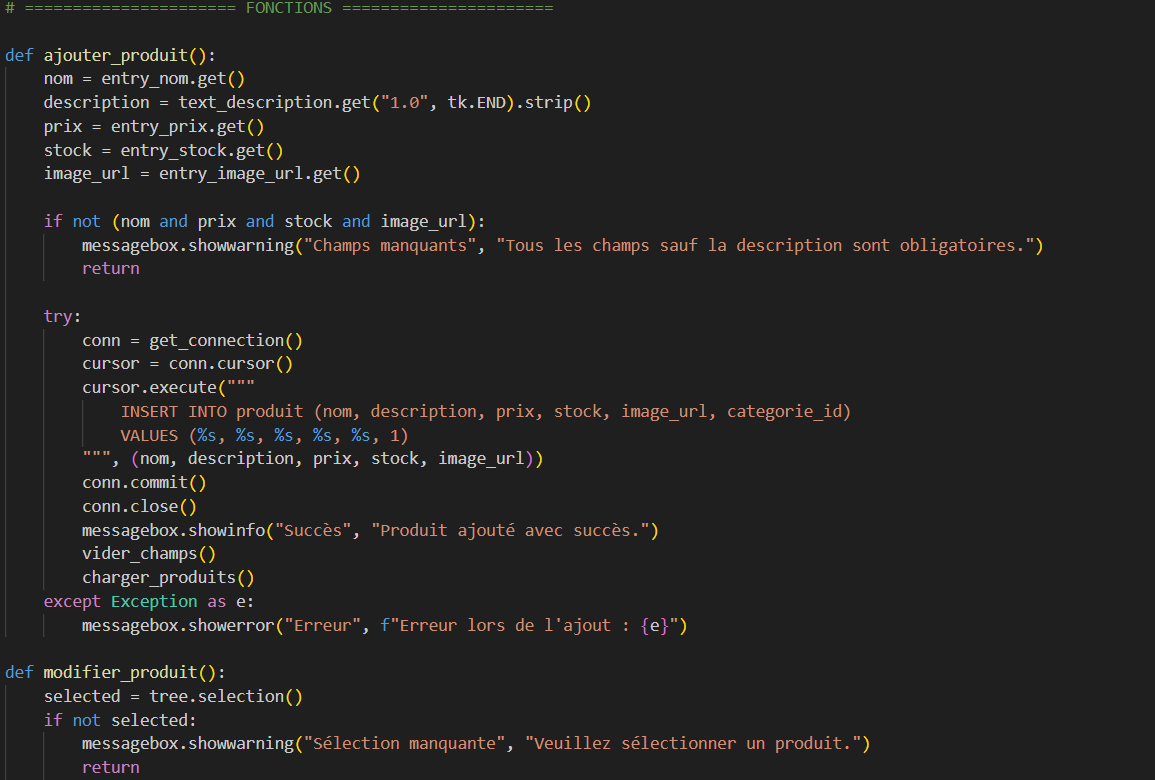 # ====================== FONCTIONS ======================
def ajouter_produit():
    nom = entry_nom.get()
    description = text_description.get("1.0", tk.END).strip()
    prix = entry_prix.get()
    stock = entry_stock.get()
    image_url = entry_image_url.get()
    if not (nom and prix and stock and image_url):
        messagebox.showwarning("Champs manquants", "Tous les champs sauf la description sont obligatoires.")
        return
    try:
        conn = get_connection()
        cursor = conn.cursor()
        cursor.execute("""
            INSERT INTO produit (nom, description, prix, stock, image_url, categorie_id)
            VALUES (%s, %s, %s, %s, %s, 1)
        """, (nom, description, prix, stock, image_url))
        conn.commit()
        conn.close()
        messagebox.showinfo("Succès", "Produit ajouté avec succès.")
        vider_champs()
        charger_produits()
    except Exception as e:
        messagebox.showerror("Erreur", f"Erreur lors de l'ajout : {e}")
def modifier_produit():
    selected = tree.selection()
    if not selected:
        messagebox.showwarning("Sélection manquante", "Veuillez sélectionner un produit.")
        return